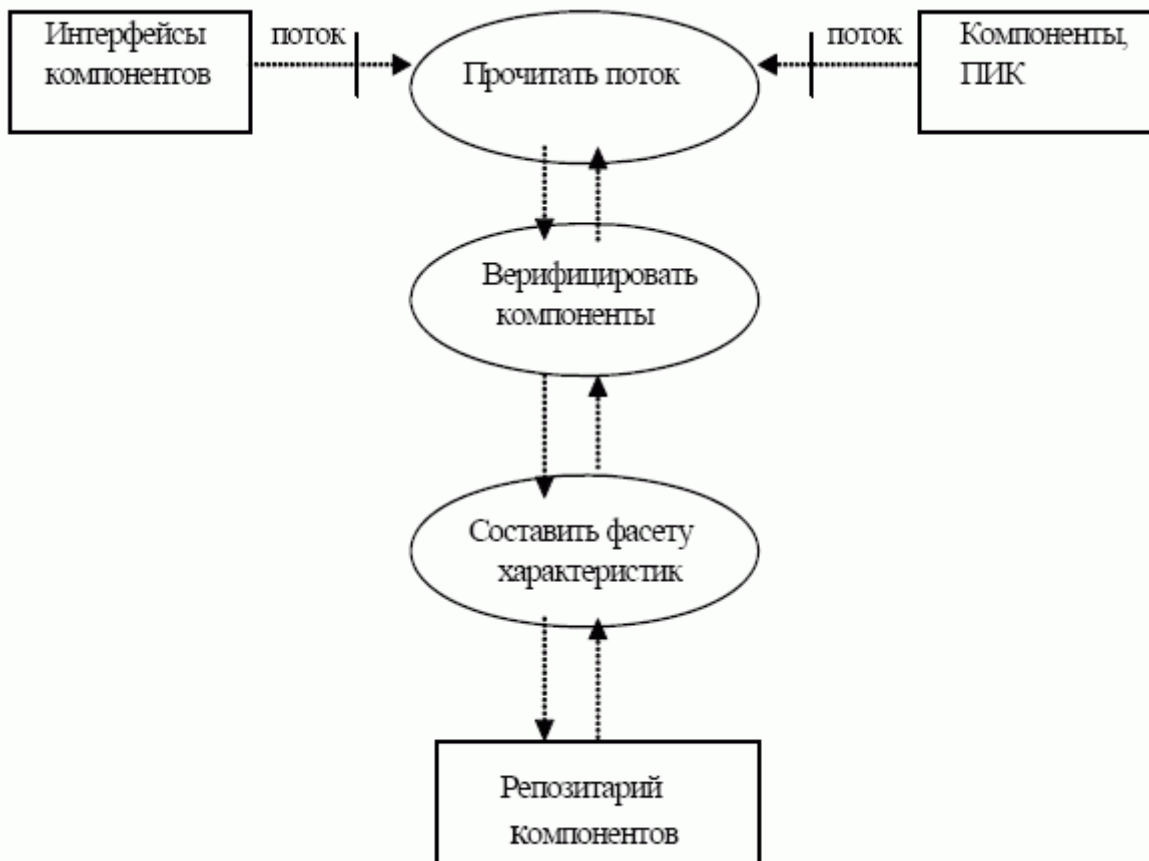 Интерфейсы
компонентов
поток
Прочитать поток
поток
Компоненты,
ПИК
Верифицировать
компоненты
Составить фасету
характеристик
Репозитарий
Компонентов